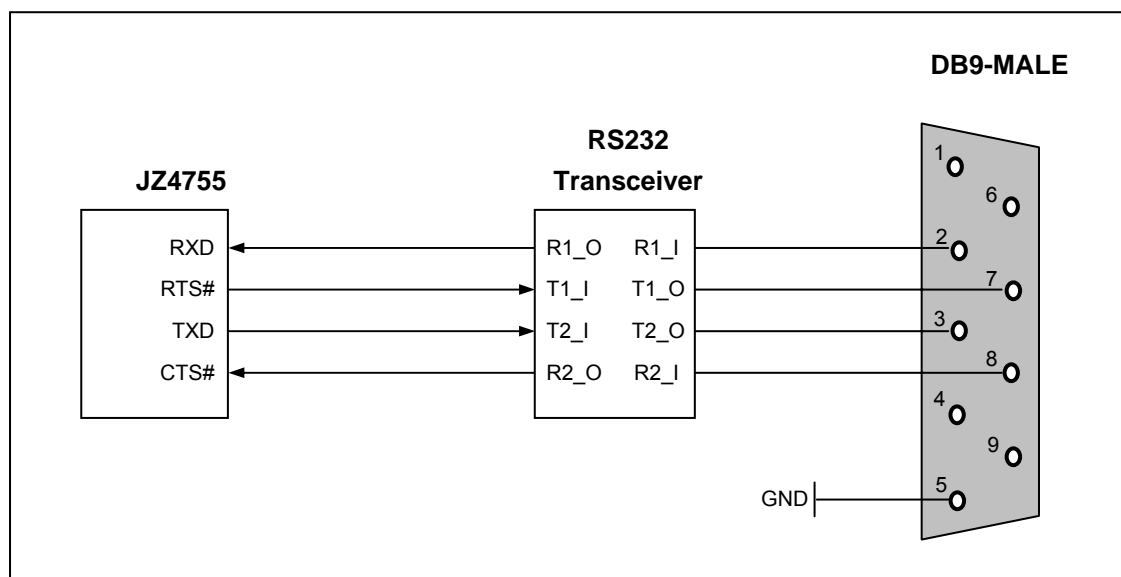 DB9-MALE
RS232
Transceiver
JZ4755
1
6
RXD R1_O R1_I 2
RTS# T1_I T1_O 7
TXD T2_I T2_O 3
CTS# R2_O R2_I 8
4
9
GND 5